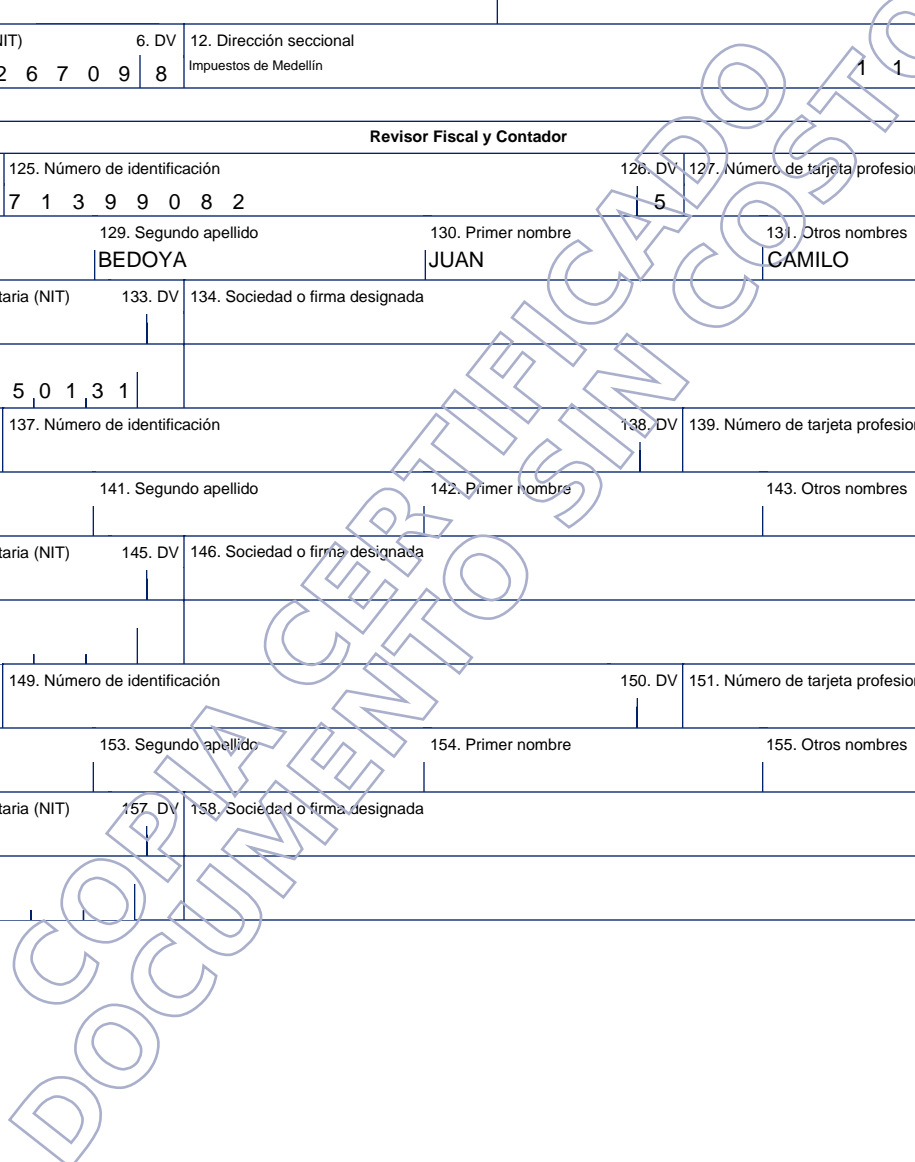 NIT) 6. DV 12. Dirección seccional
2 6 7 0 9 8 Impuestos de Medellín 1 1
Revisor Fiscal y Contador
125. Número de identificación 126. DV 127. Número de tarjeta profesion
7 1 3 9 9 0 8 2 5
129. Segundo apellido 130. Primer nombre 131. Otros nombres
BEDOYA JUAN CAMILO
taria (NIT) 133. DV 134. Sociedad o firma designada
5 0 1 3 1
137. Número de identificación 138. DV 139. Número de tarjeta profesion
141. Segundo apellido 142. Primer nombre 143. Otros nombres
taria (NIT) 145. DV 146. Sociedad o firma designada
149. Número de identificación 150. DV 151. Número de tarjeta profesion
153. Segundo apellido 154. Primer nombre 155. Otros nombres
taria (NIT) 157. DV 158. Sociedad o firma designada
COPIA CERTIFICADO
DOCUMENTO SIN COSTO